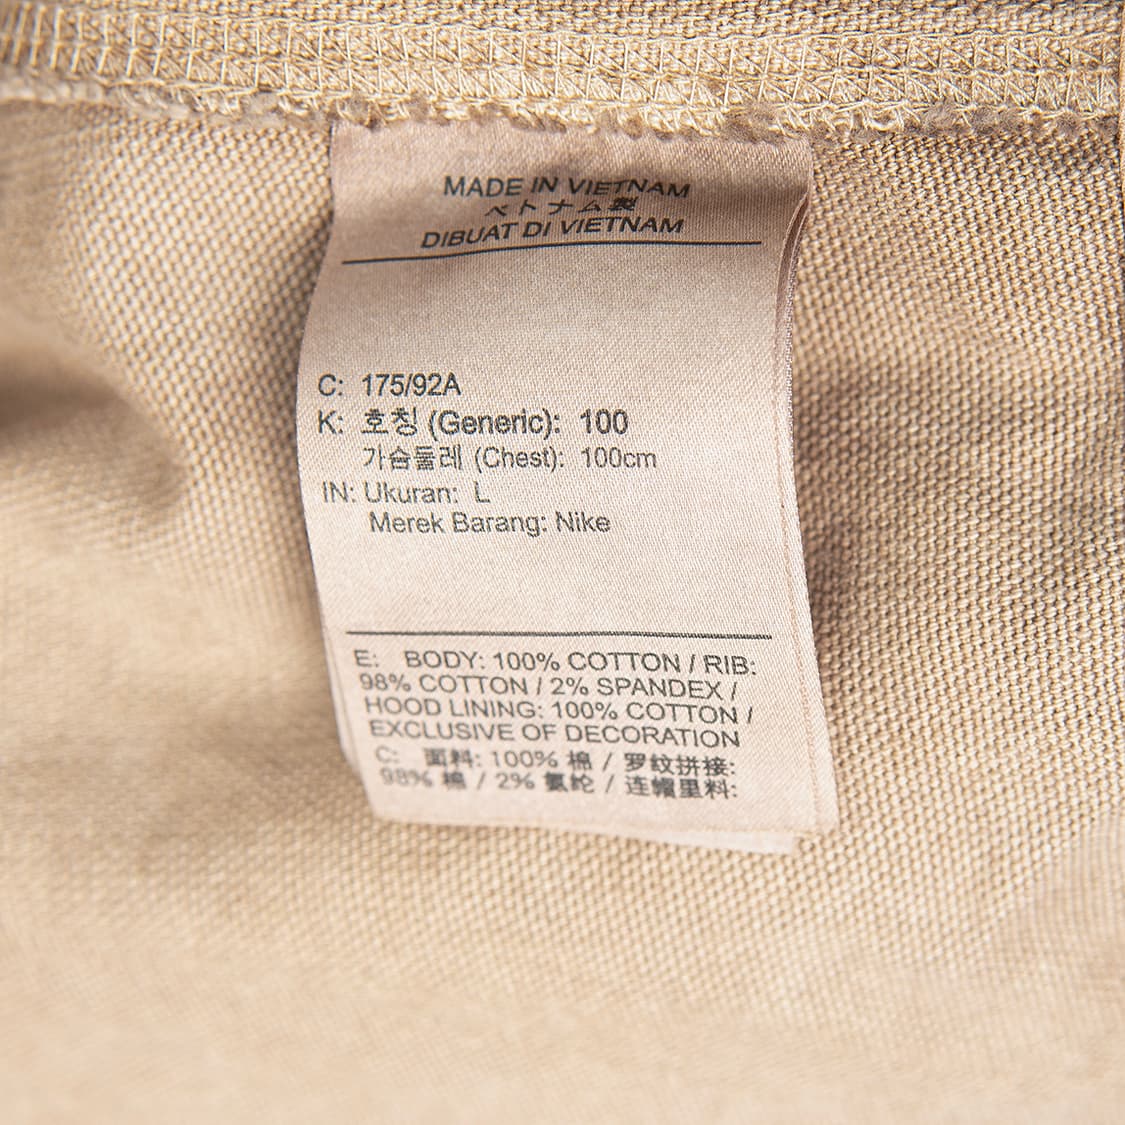 MADE IN VIETNAM
ベトナム製
DIBUAT DI VIETNAM
C: 175/92A
K: 호칭 (Generic): 100
가슴둘레 (Chest): 100cm
IN: Ukuran: L
Merek Barang: Nike
E: BODY: 100% COTTON / RIB:
98% COTTON / 2% SPANDEX /
HOOD LINING: 100% COTTON /
EXCLUSIVE OF DECORATION
C: 面料: 100% 棉 / 罗纹拼接:
98% 棉 / 2% 氨纶 / 连帽里料: